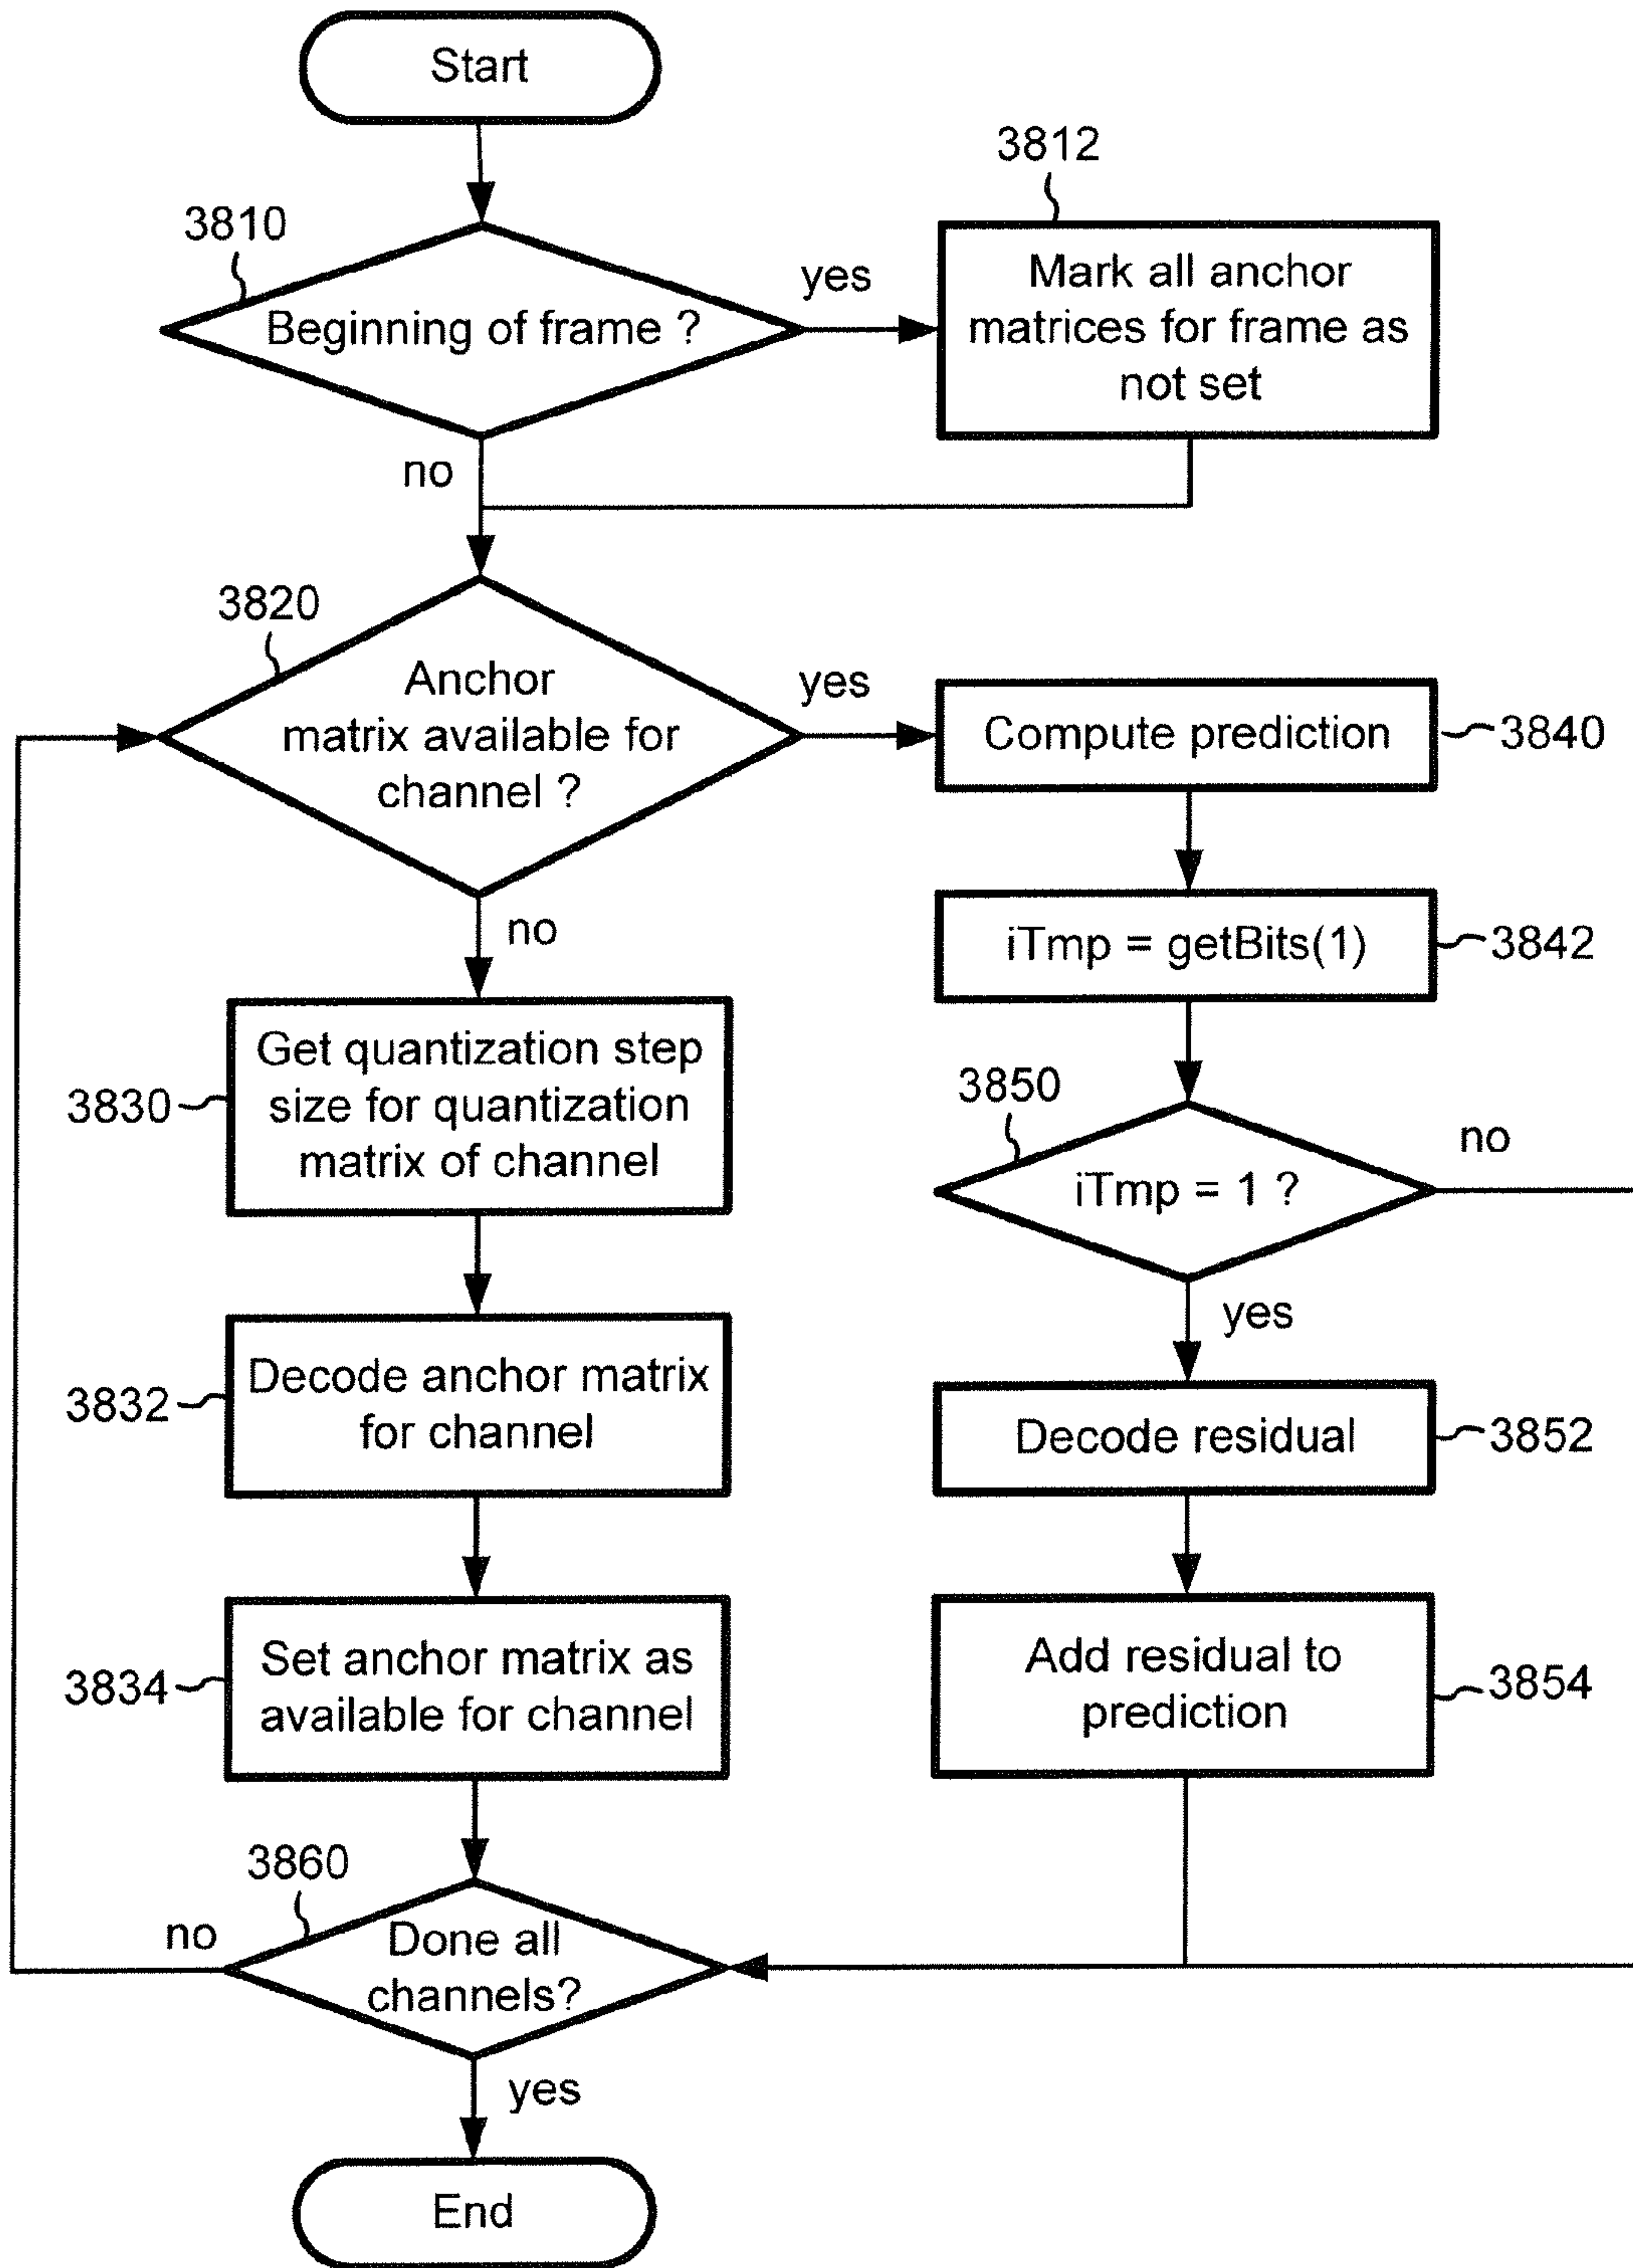 Start
3810
Beginning of frame ?
yes
3812
Mark all anchor
matrices for frame as
not set
no
3820
Anchor
matrix available for
channel ?
yes
Compute prediction
3840
iTmp = getBits(1)
3842
no
3830
Get quantization step
size for quantization
matrix of channel
3850
iTmp = 1 ?
no
yes
3832
Decode anchor matrix
for channel
Decode residual
3852
3834
Set anchor matrix as
available for channel
Add residual to
prediction
3854
3860
Done all
channels?
no
yes
End